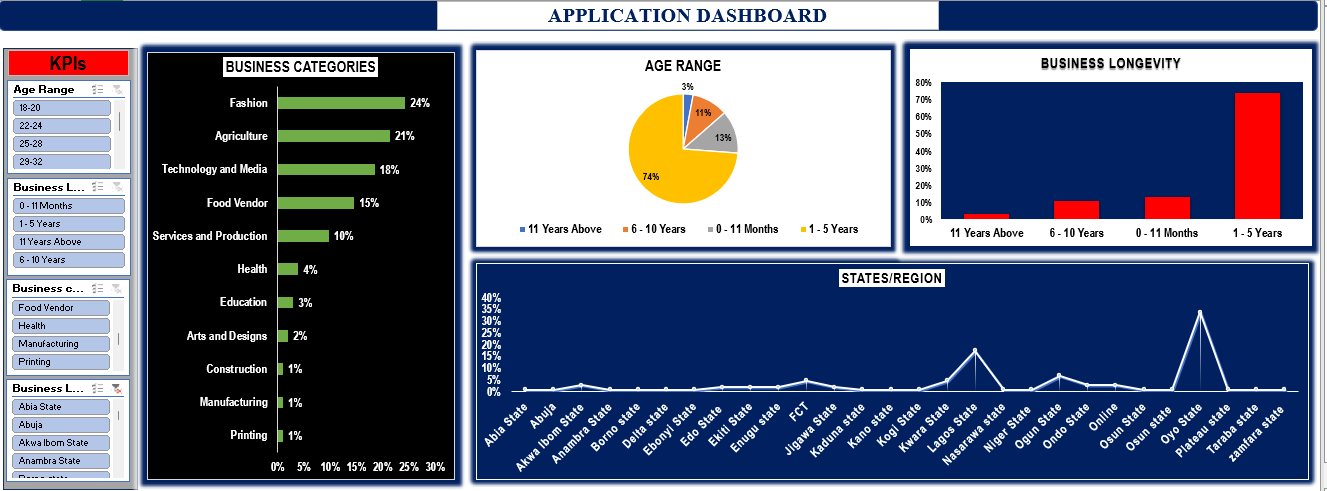 APPLICATION DASHBOARD
KPIs
Age Range
18-20
22-24
25-28
29-32
Business L...
0 - 11 Months
1 - 5 Years
11 Years Above
6 - 10 Years
Business c...
Food Vendor
Health
Manufacturing
Printing
Business L...
Abia State
Abuja
Akwa Ibom State
Anambra State
BUSINESS CATEGORIES
Fashion 24%
Agriculture 21%
Technology and Media 18%
Food Vendor 15%
Services and Production 10%
Health 4%
Education 3%
Arts and Designs 2%
Construction 1%
Manufacturing 1%
Printing 1%
0% 5% 10% 15% 20% 25% 30%
AGE RANGE
3%
11%
13%
74%
11 Years Above 6 - 10 Years 0 - 11 Months 1 - 5 Years
BUSINESS LONGEVITY
80%
70%
60%
50%
40%
30%
20%
10%
0%
11 Years Above 6 - 10 Years 0 - 11 Months 1 - 5 Years
STATES/REGION
40%
35%
30%
25%
20%
15%
10%
5%
0%
Abia State
Abuja
Akwa Ibom State
Anambra State
Borno state
Delta state
Ebonyi State
Edo State
Ekiti State
Enugu state
FCT
Jigawa State
Kaduna state
Kano state
Kogi State
Kwara State
Lagos State
Nasarawa state
Niger State
Ogun State
Ondo State
Online
Osun State
Osun state
Oyo State
Plateau state
Taraba state
zamfara state